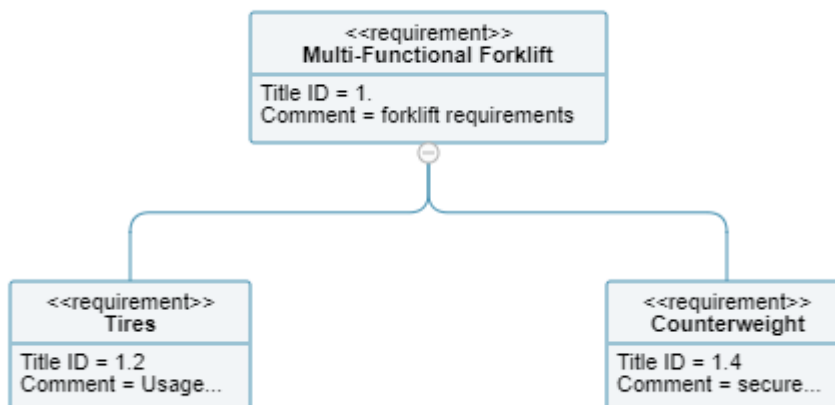 <<requirement>>
Multi-Functional Forklift
Title ID = 1.
Comment = forklift requirements
<<requirement>>
Tires
Title ID = 1.2
Comment = Usage...
<<requirement>>
Counterweight
Title ID = 1.4
Comment = secure...